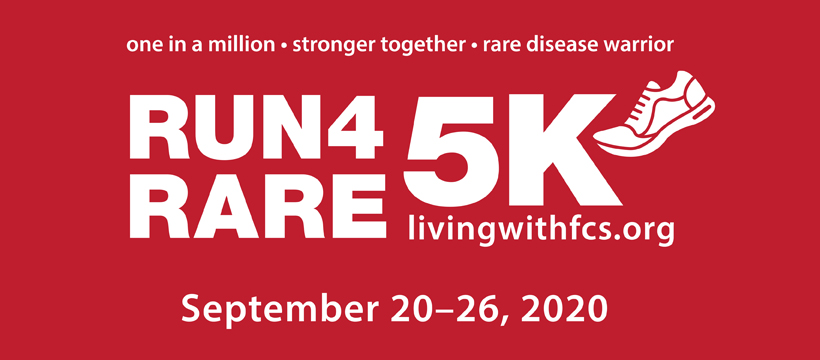 one in a million • stronger together • rare disease warrior
RUN4
RARE
5K
livingwithfcs.org
September 20–26, 2020